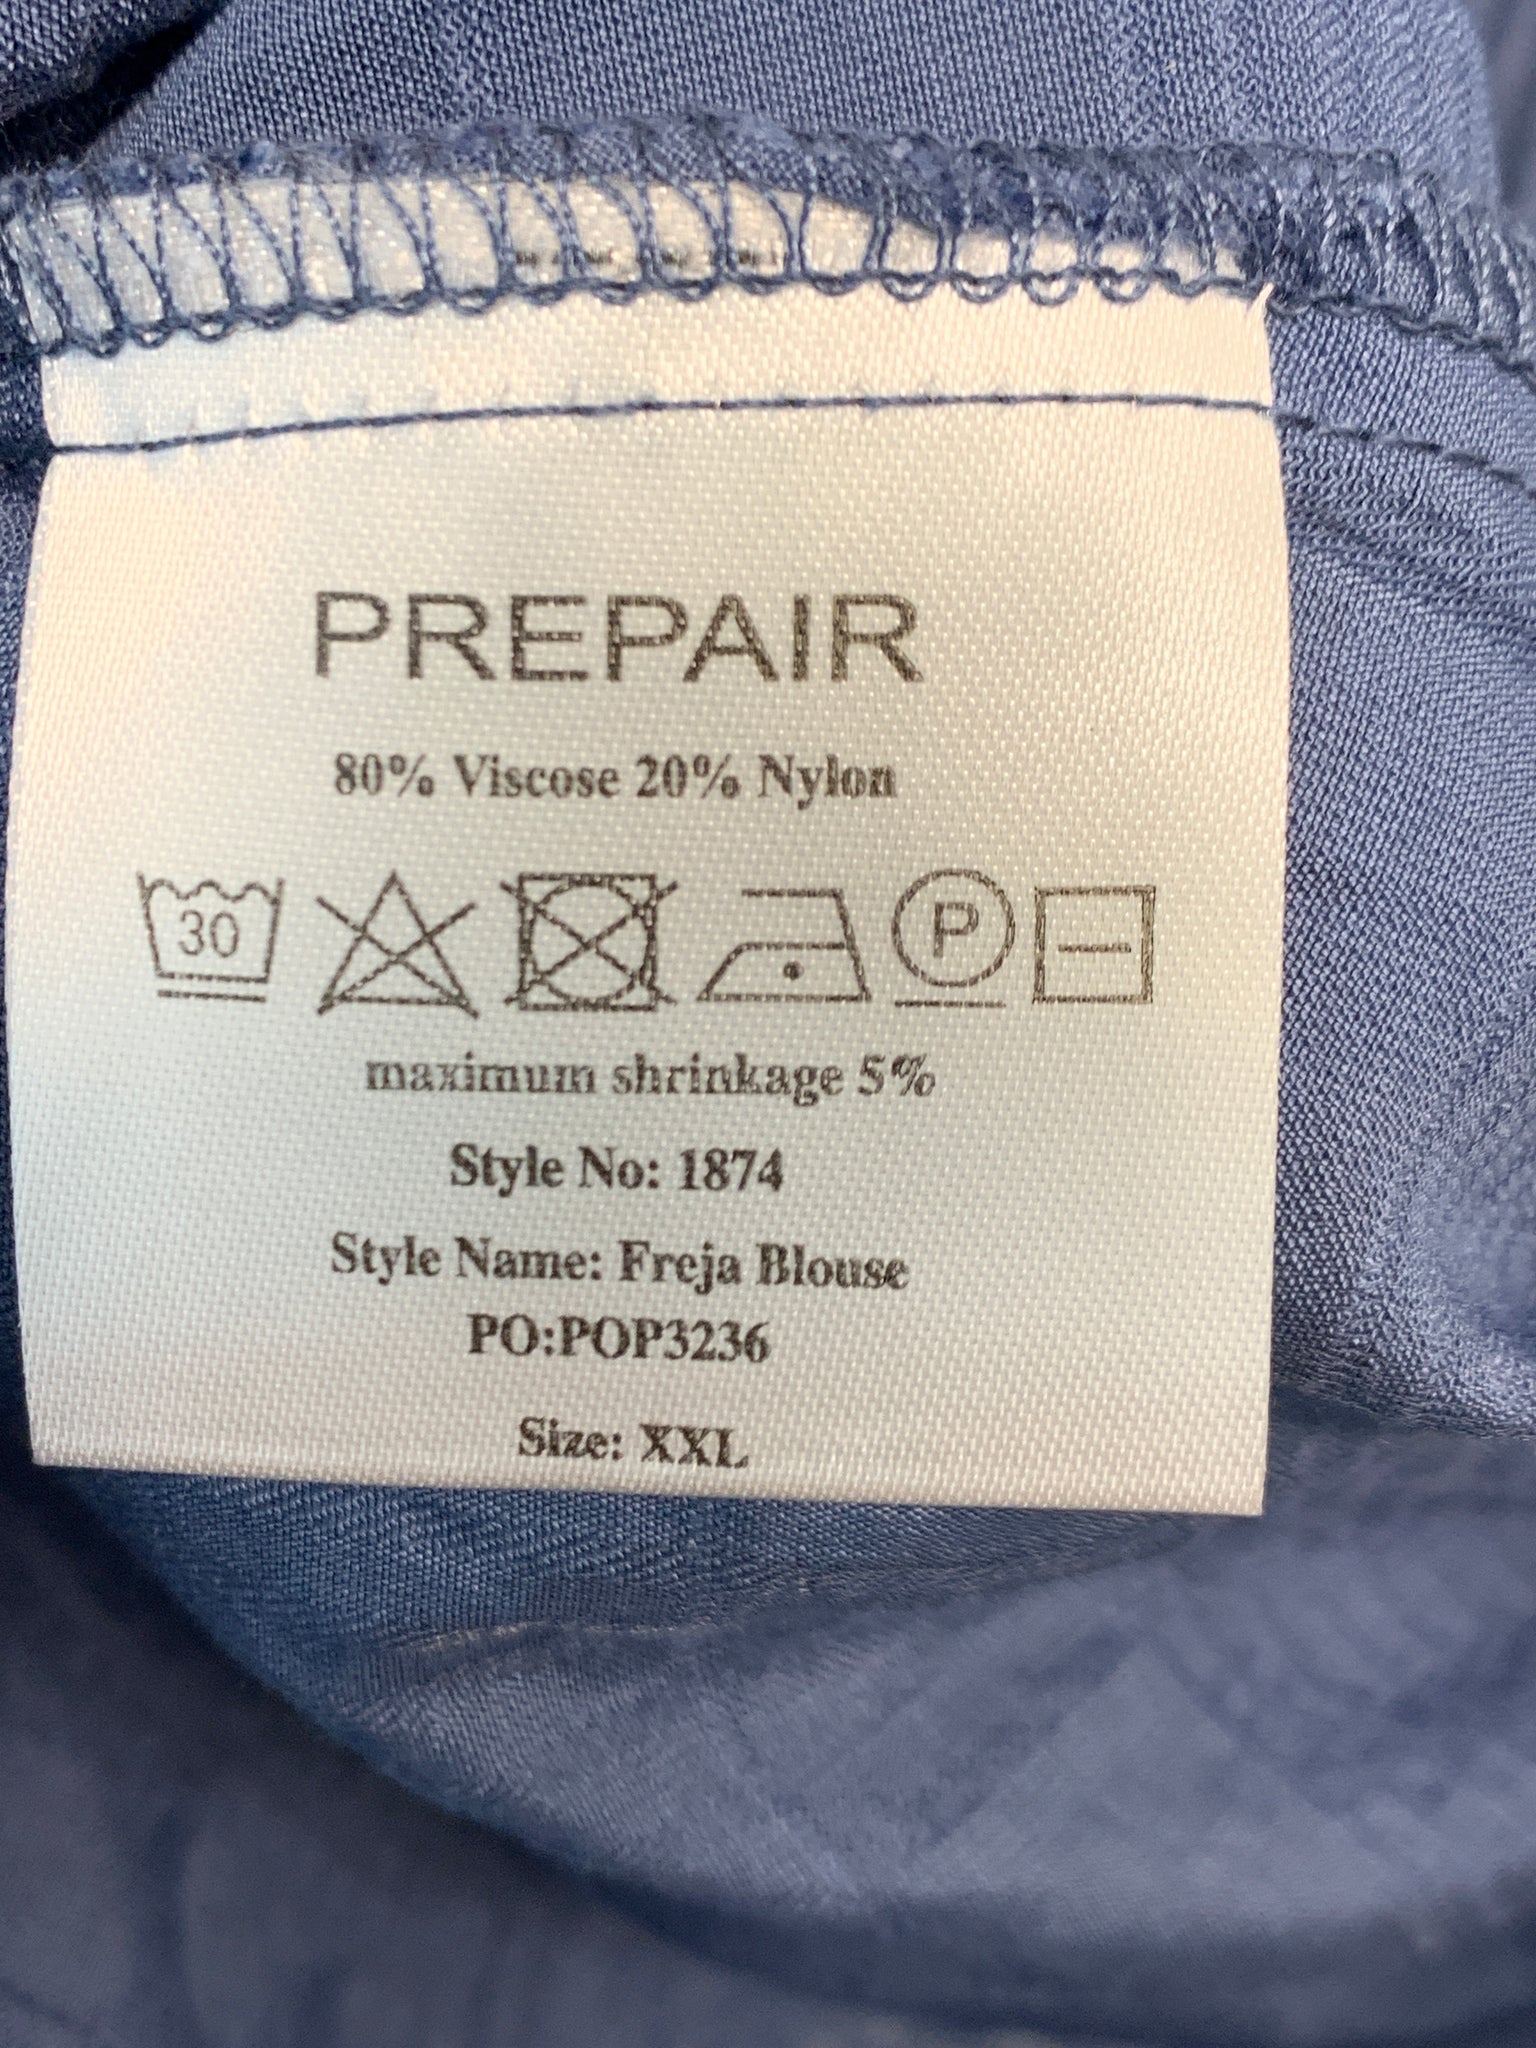 PREPAIR
80% Viscose 20% Nylon
30 P
maximum shrinkage 5%
Style No: 1874
Style Name: Freja Blouse
PO:POP3236
Size: XXL